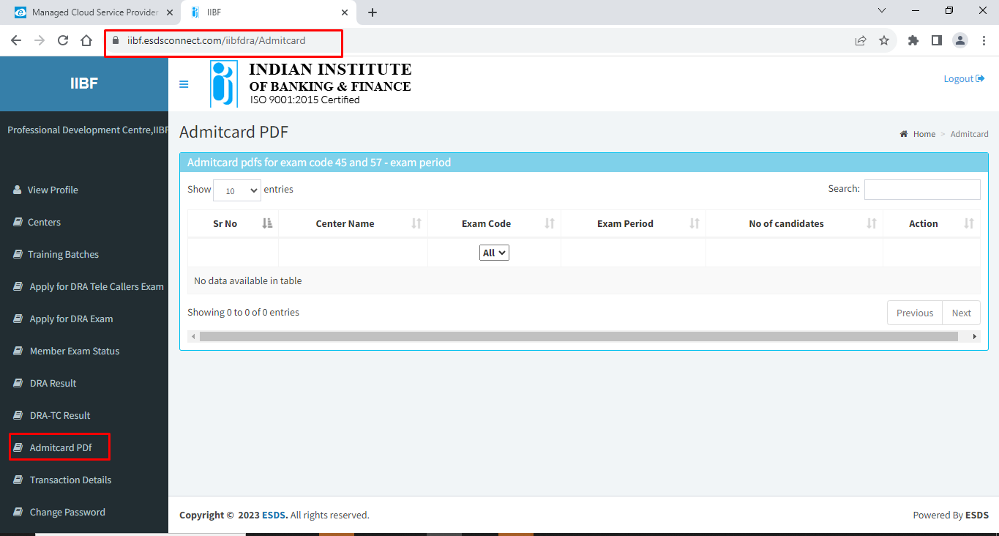 Managed Cloud Service Provider
IIBF
iibf.esdsconnect.com/iibfdra/Admitcard
IIBF
INDIAN INSTITUTE
OF BANKING & FINANCE
ISO 9001:2015 Certified
Logout
Professional Development Centre,IIBF
View Profile
Centers
Training Batches
Apply for DRA Tele Callers Exam
Apply for DRA Exam
Member Exam Status
DRA Result
DRA-TC Result
Admitcard PDf
Transaction Details
Change Password
Admitcard PDF
Home > Admitcard
Admitcard pdfs for exam code 45 and 57 - exam period
Show 10 entries
Search:
Sr No Center Name Exam Code Exam Period No of candidates Action
All
No data available in table
Showing 0 to 0 of 0 entries
Previous Next
Copyright © 2023 ESDS. All rights reserved.
Powered By ESDS